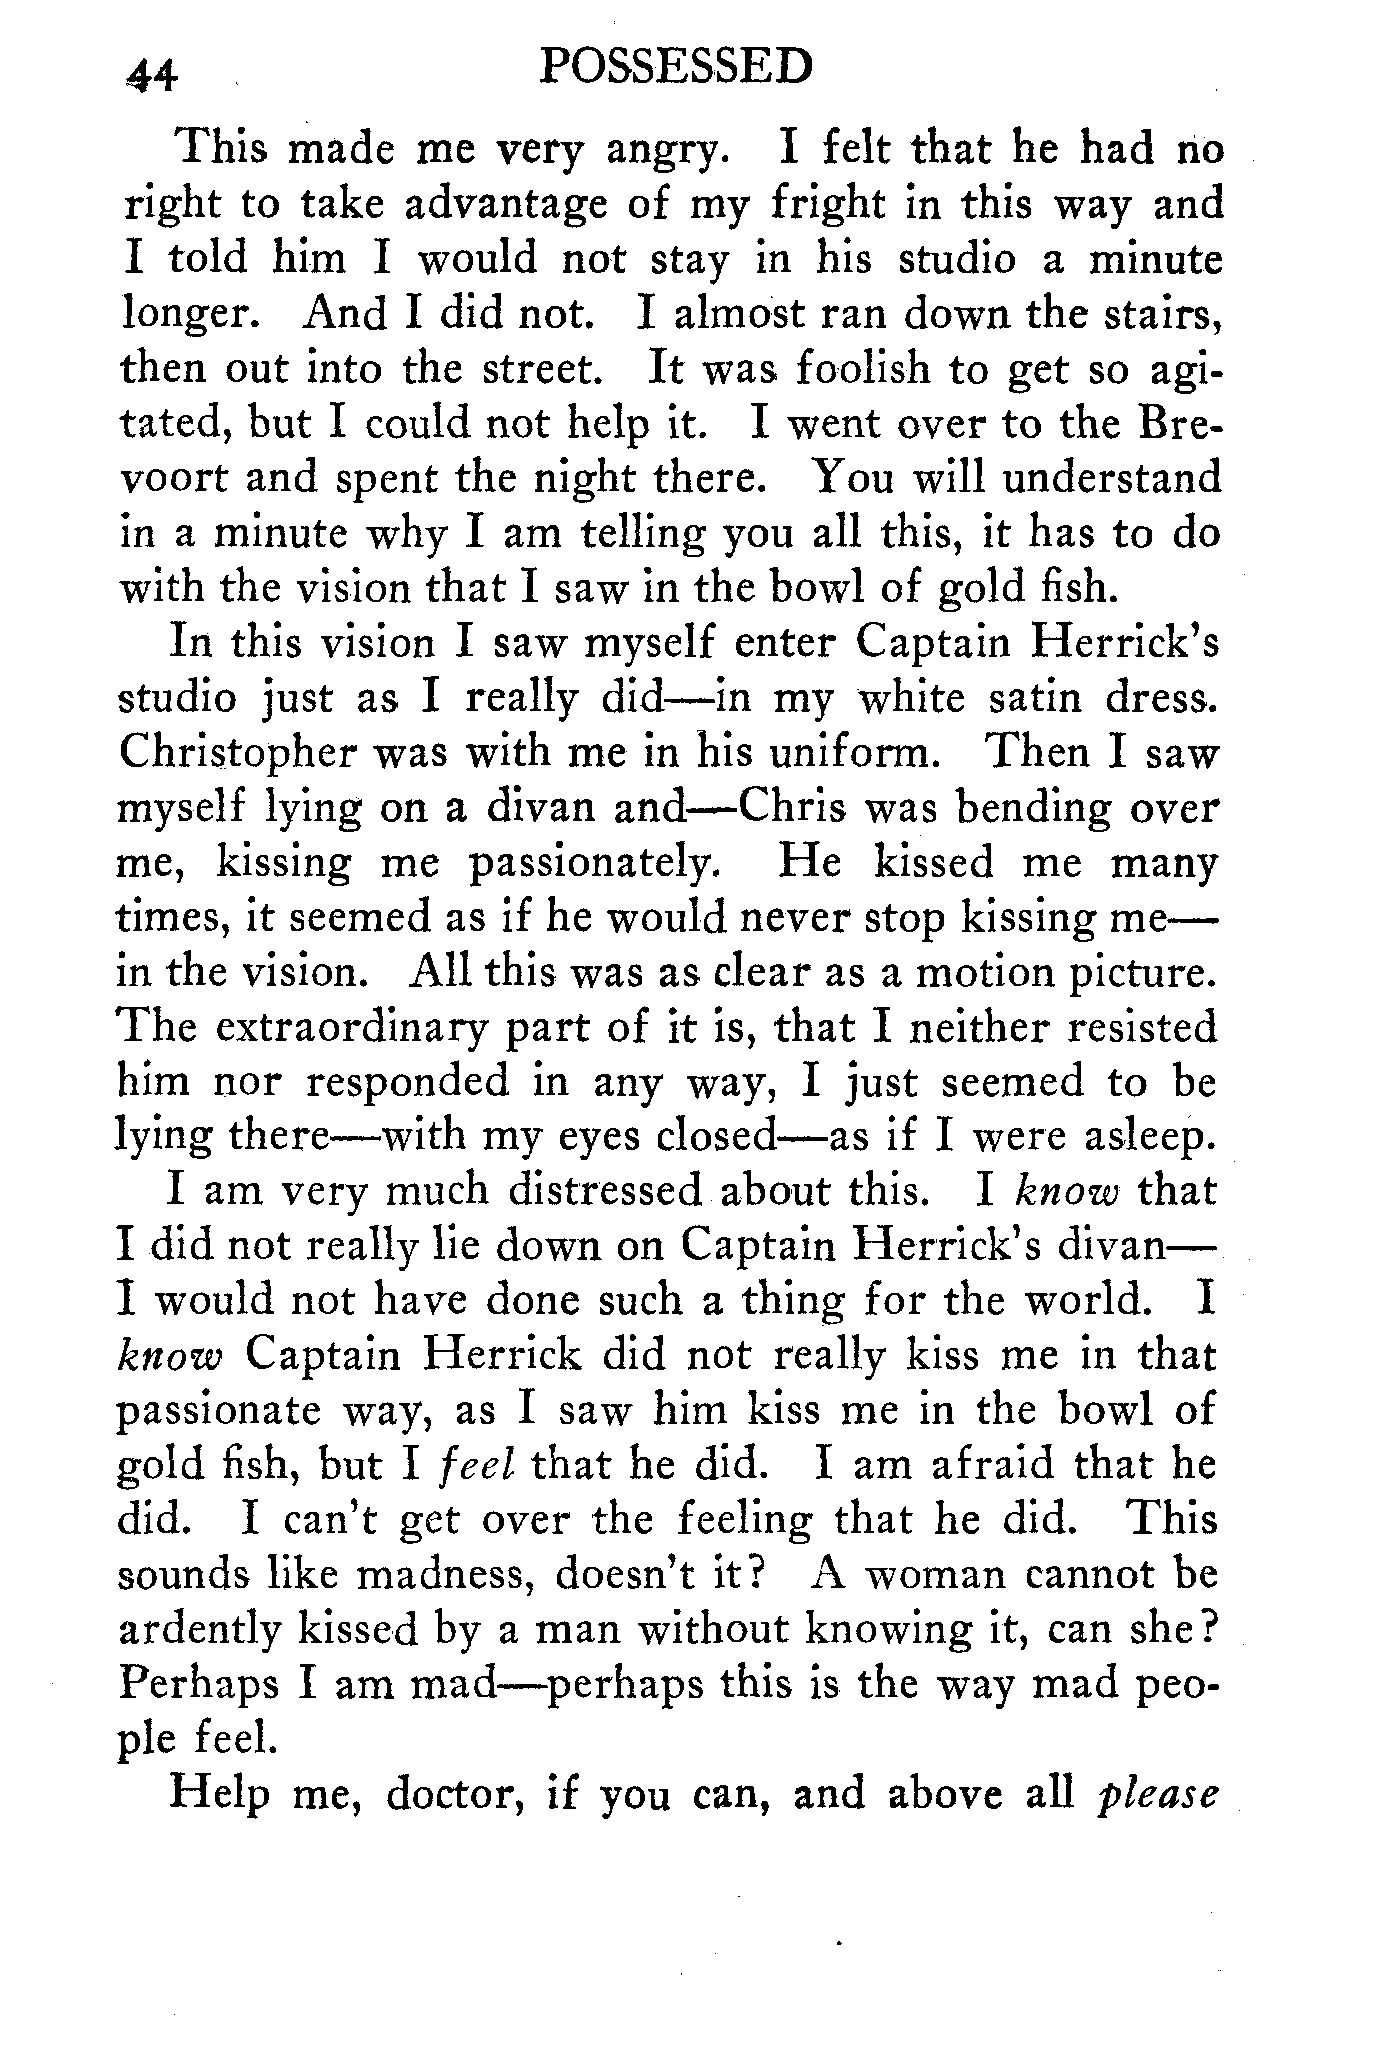 44 POSSESSED
This made me very angry. I felt that he had no
right to take advantage of my fright in this way and
I told him I would not stay in his studio a minute
longer. And I did not. I almost ran down the stairs,
then out into the street. It was foolish to get so agi-
tated, but I could not help it. I went over to the Bre-
voort and spent the night there. You will understand
in a minute why I am telling you all this, it has to do
with the vision that I saw in the bowl of gold fish.
In this vision I saw myself enter Captain Herrick's
studio just as I really did—in my white satin dress.
Christopher was with me in his uniform. Then I saw
myself lying on a divan and—Chris was bending over
me, kissing me passionately. He kissed me many
times, it seemed as if he would never stop kissing me—
in the vision. All this was as clear as a motion picture.
The extraordinary part of it is, that I neither resisted
him nor responded in any way, I just seemed to be
lying there—with my eyes closed—as if I were asleep.
I am very much distressed about this. I know that
I did not really lie down on Captain Herrick's divan—
I would not have done such a thing for the world. I
know Captain Herrick did not really kiss me in that
passionate way, as I saw him kiss me in the bowl of
gold fish, but I feel that he did. I am afraid that he
did. I can't get over the feeling that he did. This
sounds like madness, doesn't it? A woman cannot be
ardently kissed by a man without knowing it, can she?
Perhaps I am mad—perhaps this is the way mad peo-
ple feel.
Help me, doctor, if you can, and above all please